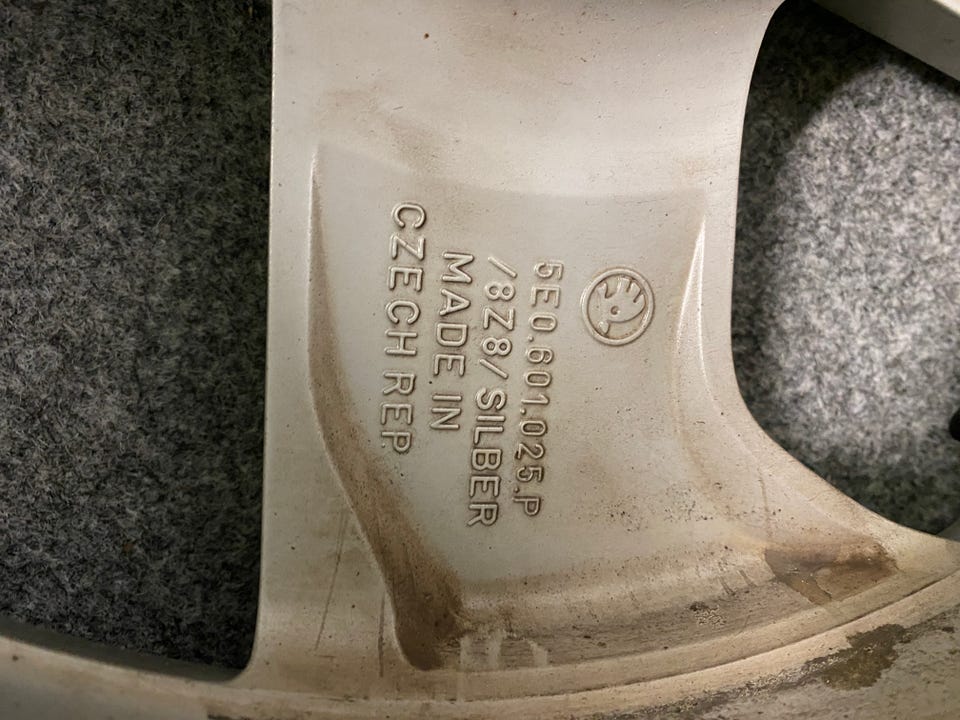 5E0.601.025.P
/8Z8/SILBER
MADE IN
CZECH REP.